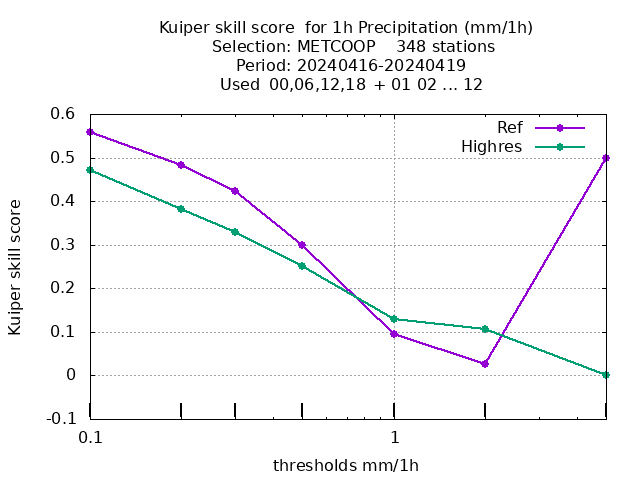 Kuiper skill score  for 1h Precipitation (mm/1h)
Selection: METCOOP    348 stations
Period: 20240416-20240419
Used  00,06,12,18  + 01 02 ... 12
Ref
Highres
0.6
0.5
0.4
0.3
0.2
0.1
0
-0.1
Kuiper skill score
0.1
1
thresholds mm/1h